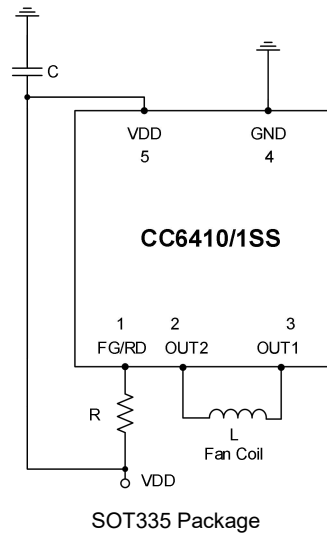 C
VDD
GND
5
4
CC6410/1SS
1
2
3
FG/RD
OUT2
OUT1
R
L
Fan Coil
VDD
SOT335 Package